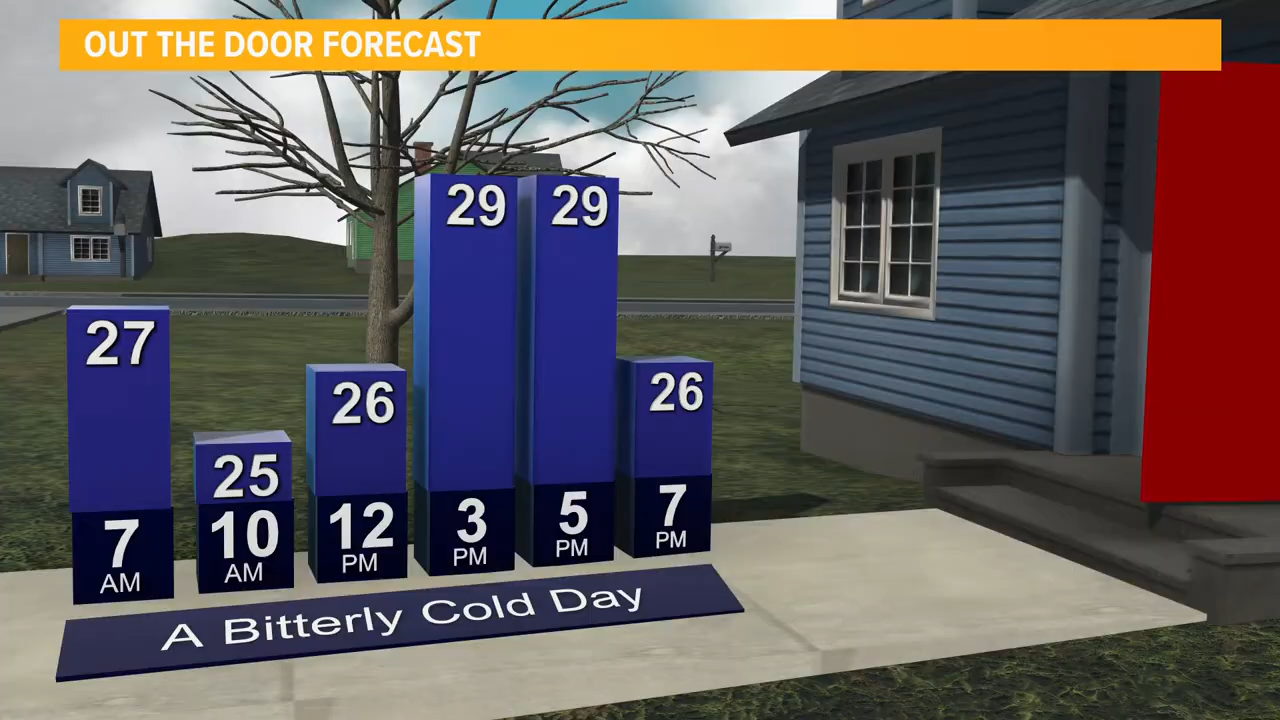 OUT THE DOOR FORECAST
27
25
26
29
29
26
7
AM
10
AM
12
PM
3
PM
5
PM
7
PM
A Bitterly Cold Day